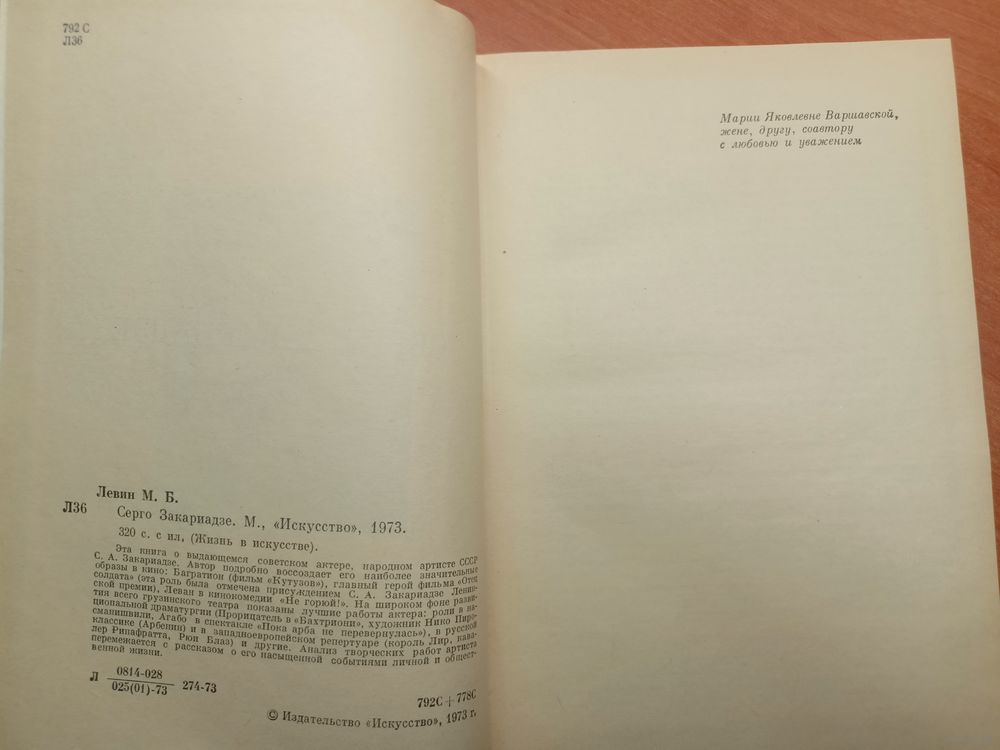 792 С
Л36
Левин М. Б.
Л36
Серго Закариадзе. М., «Искусство», 1973.
320 с. с ил. (Жизнь в искусстве).
Эта книга о выдающемся советском актере, народном артисте СССР
С. А. Закариадзе. Автор подробно воссоздает его наиболее значительные
образы в кино: Багратион (фильм «Кутузов»), главный герой фильма «Отец
солдата» (эта роль была отмечена присуждением С. А. Закариадзе Ленин-
ской премии), Леван в кинокомедии «Не горюй!». На широком фоне разви-
тия всего грузинского театра показаны лучшие работы актера: роли в на-
циональной драматургии (Прорицатель в «Бахтриони», художник Нико Пиро-
сманишвили, Агабо в спектакле «Пока арба не перевернулась»), в русской
классике (Арбенин) и в западноевропейском репертуаре (король Лир, кава-
лер Рипафратта, Рюи Блаз) и другие. Анализ творческих работ артиста
перемежается с рассказом о его насыщенной событиями личной и общест-
венной жизни.
Л 0814-028
025(01)-73 274-73
792С+778С
© Издательство «Искусство», 1973 г.
Марии Яковлевне Варшавской,
жене, другу, соавтору
с любовью и уважением